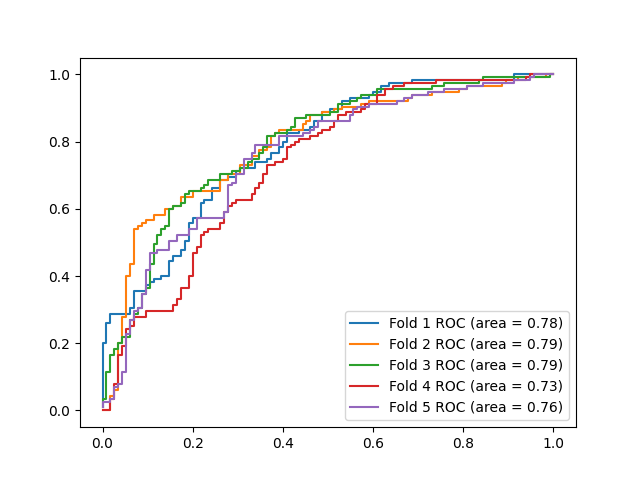 1.0
0.8
0.6
0.4
0.2
0.0
Fold 1 ROC (area = 0.78)
Fold 2 ROC (area = 0.79)
Fold 3 ROC (area = 0.79)
Fold 4 ROC (area = 0.73)
Fold 5 ROC (area = 0.76)
0.0 0.2 0.4 0.6 0.8 1.0